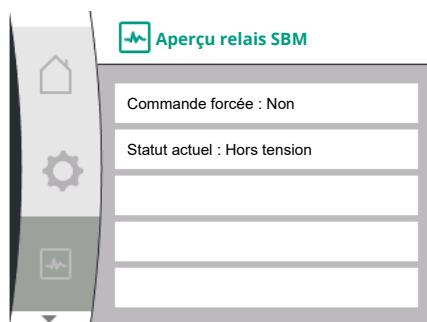 Aperçu relais SBM
Commande forcée : Non
Statut actuel : Hors tension